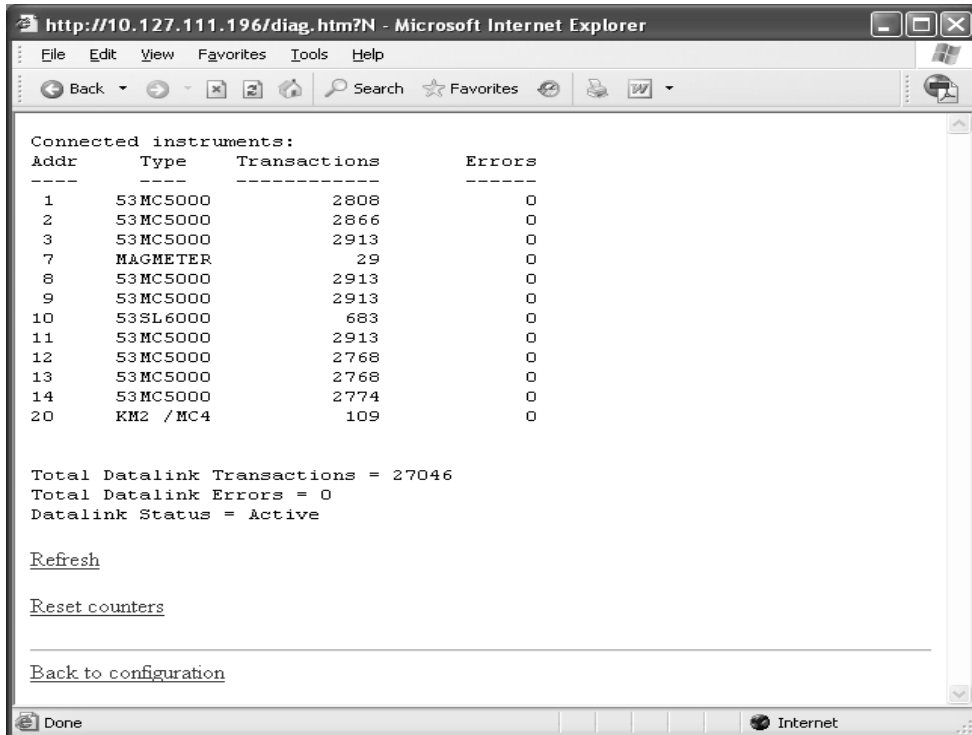 http://10.127.111.196/diag.htm?N - Microsoft Internet Explorer
File Edit View Favorites Tools Help
Back Search Favorites
Connected instruments:
Addr Type Transactions Errors
---- ---- ------------ ------
1 53MC5000 2808 0
2 53MC5000 2866 0
3 53MC5000 2913 0
7 MAGMETER 29 0
8 53MC5000 2913 0
9 53MC5000 2913 0
10 53SL6000 683 0
11 53MC5000 2913 0
12 53MC5000 2768 0
13 53MC5000 2768 0
14 53MC5000 2774 0
20 KM2 /MC4 109 0
Total Datalink Transactions = 27046
Total Datalink Errors = 0
Datalink Status = Active
Refresh
Reset counters
Back to configuration
Done Internet